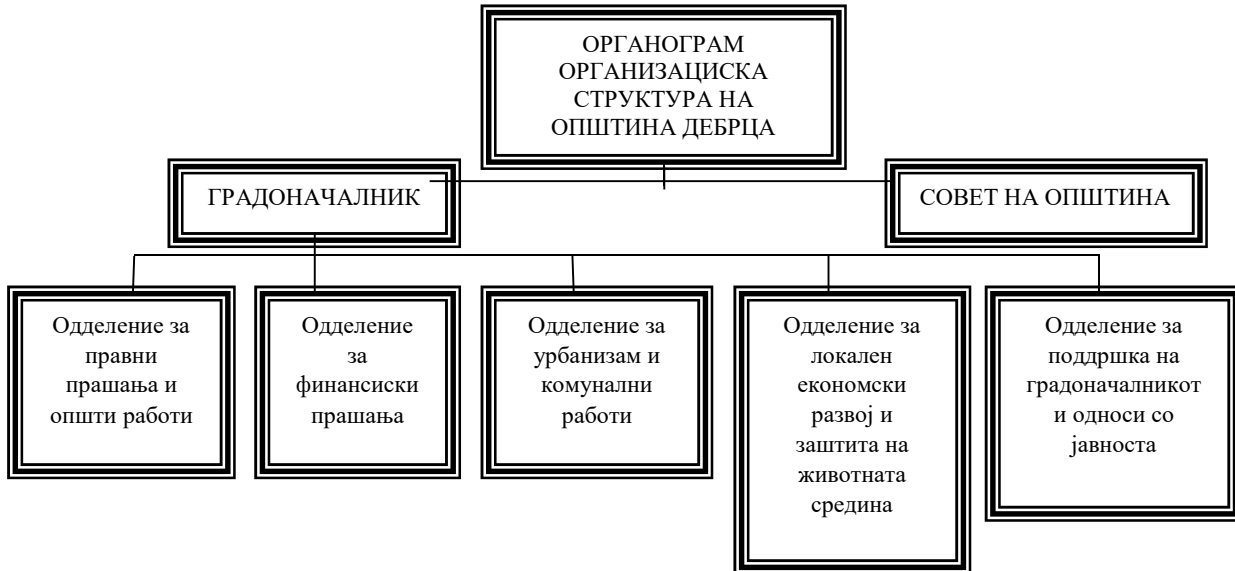 ОРГАНОГРАМ
ОРГАНИЗАЦИСКА
СТРУКТУРА НА
ОПШТИНА ДЕБРЦА
ГРАДОНАЧАЛНИК
СОВЕТ НА ОПШТИНА
Одделение за
правни
прашања и
општи работи
Одделение
за
финансиски
прашања
Одделение за
урбанизам и
комунални
работи
Одделение за
локален
економски
развој и
заштита на
животната
средина
Одделение за
поддршка на
градоначалникот
и односи со
јавноста